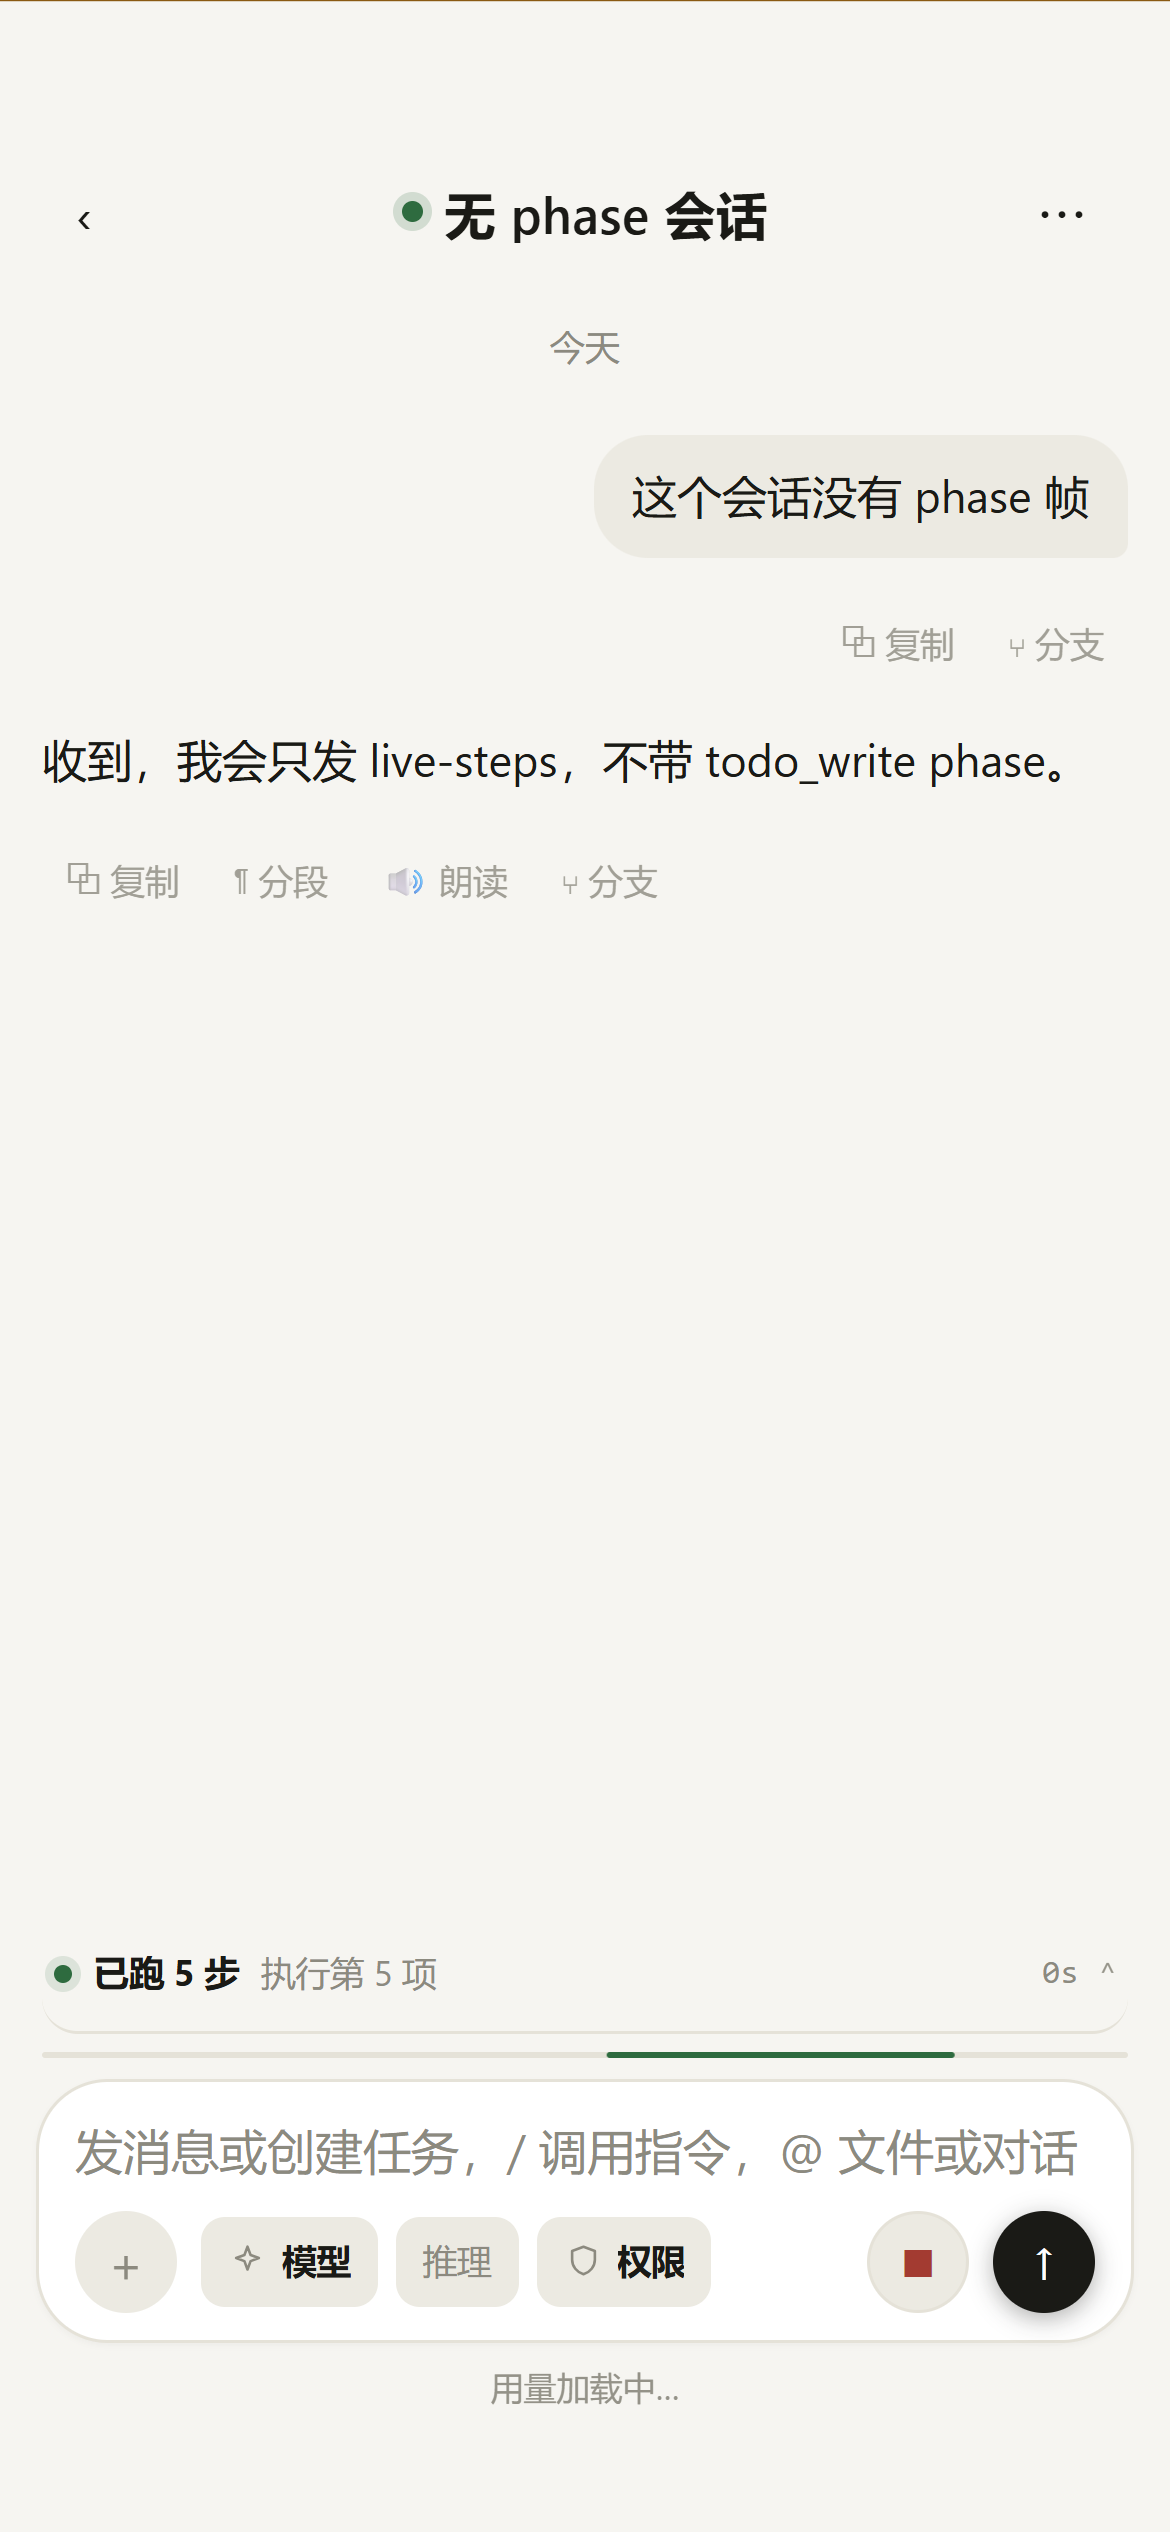 ‹ 无 phase 会话 ···
今天
这个会话没有 phase 帧
复制 分支
收到，我会只发 live-steps，不带 todo_write phase。
复制 ¶ 分段 朗读 分支
已跑 5 步 执行第 5 项 0s ^
发消息或创建任务，/ 调用指令，@ 文件或对话
+ 模型 推理 权限 ↑
用量加载中...